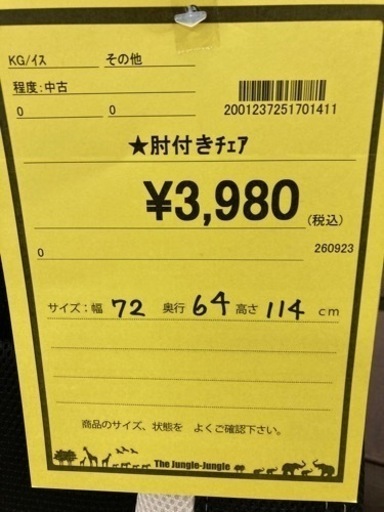 KG/ｲｽ その他
程度:中古
0 0
2001237251701411
★肘付きﾁｪｱ
¥3,980 (税込)
0 260923
サイズ:幅 72 奥行 64 高さ 114 cm
商品のサイズ、状態を よくご確認下さい。
The Jungle-Jungle